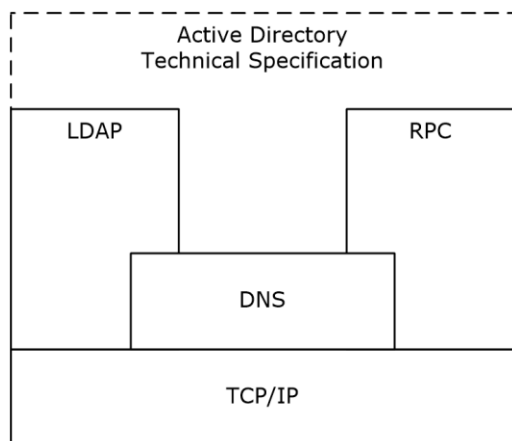 Active Directory
Technical Specification
LDAP
RPC
DNS
TCP/IP